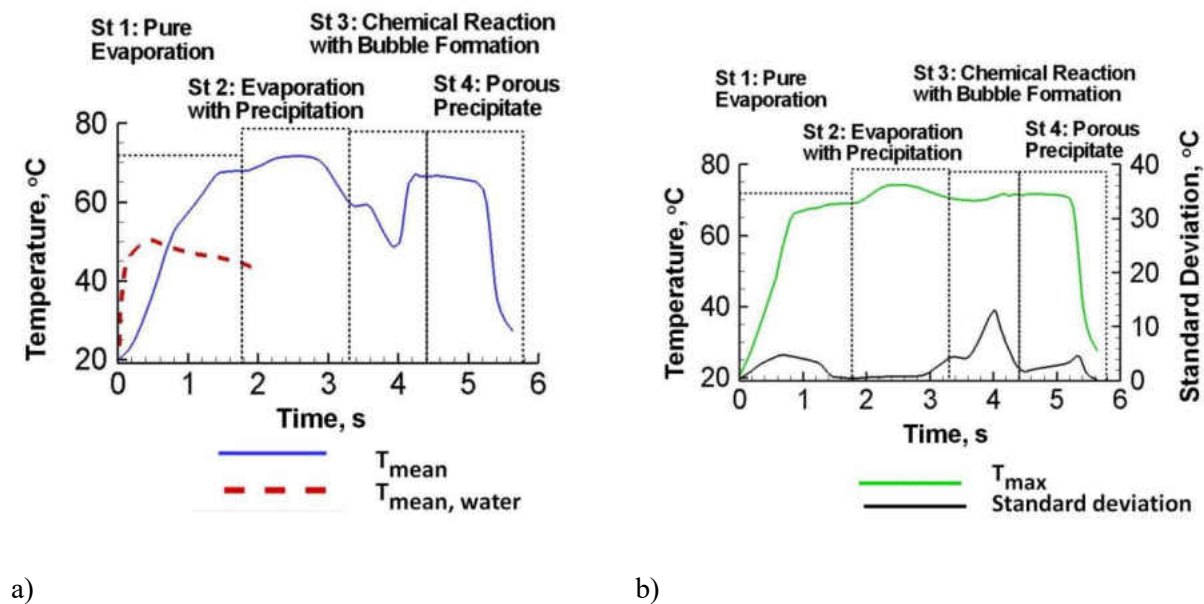 St 1: Pure
Evaporation
St 3: Chemical Reaction
with Bubble Formation
St 2: Evaporation
with Precipitation
St 4: Porous
Precipitate
80
60
40
20
Temperature, °C
0 1 2 3 4 5 6
Time, s
Tmean
Tmean, water
a)
St 1: Pure
Evaporation
St 3: Chemical Reaction
with Bubble Formation
St 2: Evaporation
with Precipitation
St 4: Porous
Precipitate
80
60
40
20
Temperature, °C
40
30
20
10
0
Standard Deviation, °C
0 1 2 3 4 5 6
Time, s
Tmax
Standard deviation
b)